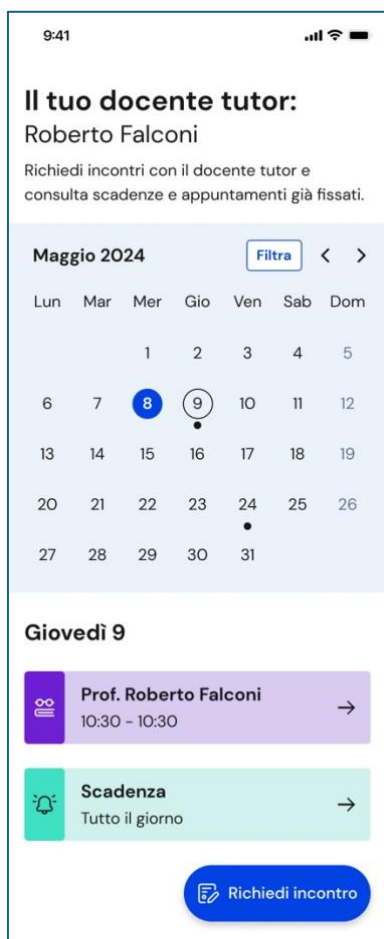 9:41
Il tuo docente tutor:
Roberto Falconi
Richiedi incontri con il docente tutor e
consulta scadenze e appuntamenti già fissati.
Maggio 2024 Filtra
Lun Mar Mer Gio Ven Sab Dom
1 2 3 4 5
6 7 8 9 10 11 12
13 14 15 16 17 18 19
20 21 22 23 24 25 26
27 28 29 30 31
Giovedì 9
Prof. Roberto Falconi
10:30 - 10:30
Scadenza
Tutto il giorno
Richiedi incontro